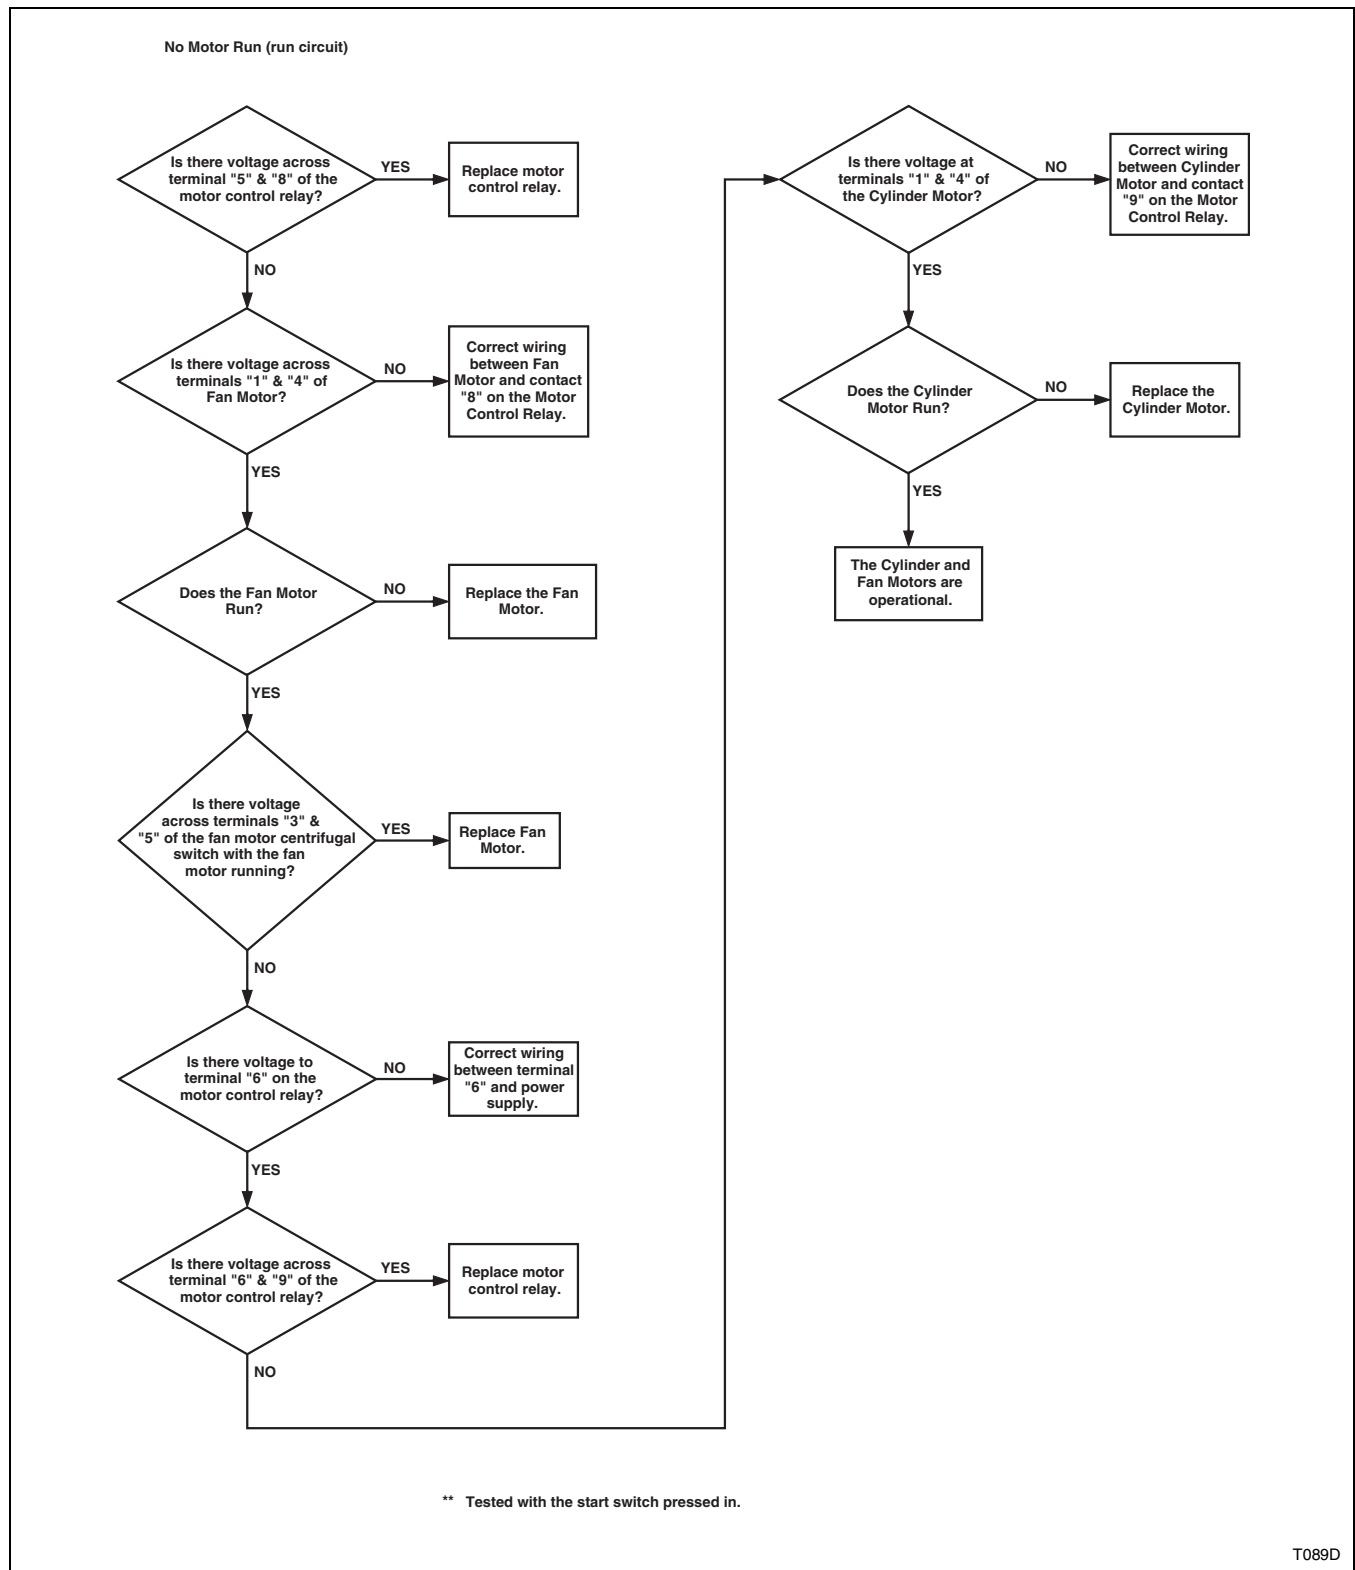 No Motor Run (run circuit)
Is there voltage across
terminal "5" & "8" of the
motor control relay?
YES
Replace motor
control relay.
NO
Is there voltage across
terminals "1" & "4" of
Fan Motor?
NO
Correct wiring
between Fan
Motor and contact
"8" on the Motor
Control Relay.
YES
Does the Fan Motor
Run?
NO
Replace the Fan
Motor.
YES
Is there voltage
across terminals "3" &
"5" of the fan motor centrifugal
switch with the fan
motor running?
YES
Replace Fan
Motor.
NO
Is there voltage to
terminal "6" on the
motor control relay?
NO
Correct wiring
between terminal
"6" and power
supply.
YES
Is there voltage across
terminal "6" & "9" of the
motor control relay?
YES
Replace motor
control relay.
NO
Is there voltage at
terminals "1" & "4" of
the Cylinder Motor?
NO
Correct wiring
between Cylinder
Motor and contact
"9" on the Motor
Control Relay.
YES
Does the Cylinder
Motor Run?
NO
Replace the
Cylinder Motor.
YES
The Cylinder and
Fan Motors are
operational.
** Tested with the start switch pressed in.
T089D